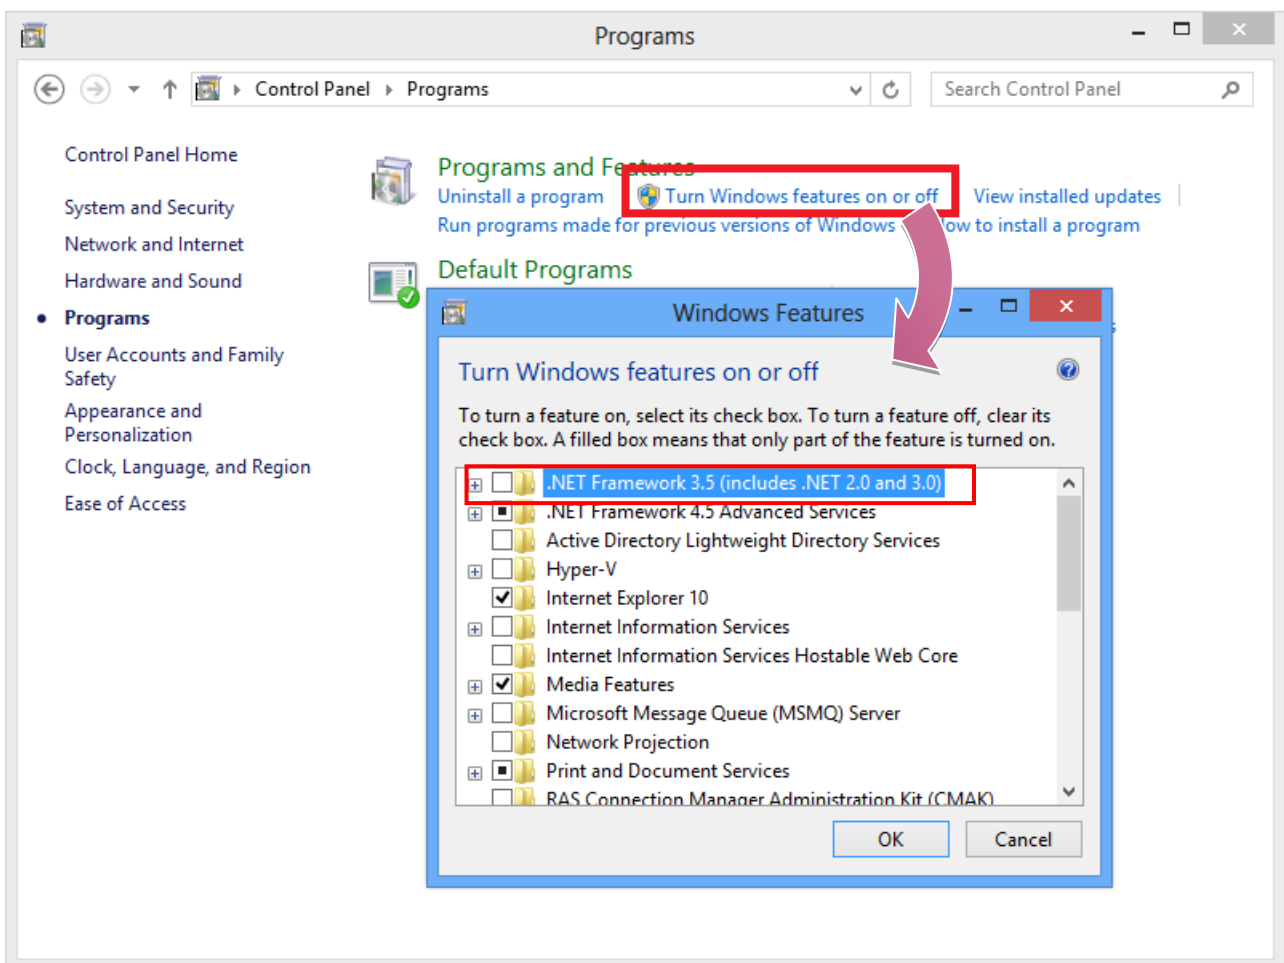 Programs
Control Panel Programs
Search Control Panel
Control Panel Home
System and Security
Network and Internet
Hardware and Sound
Programs
User Accounts and Family
Safety
Appearance and
Personalization
Clock, Language, and Region
Ease of Access
Programs and Features
Uninstall a program Turn Windows features on or off View installed updates
Run programs made for previous versions of Windows to install a program
Default Programs
Windows Features
Turn Windows features on or off
To turn a feature on, select its check box. To turn a feature off, clear its
check box. A filled box means that only part of the feature is turned on.
.NET Framework 3.5 (includes .NET 2.0 and 3.0)
.NET Framework 4.5 Advanced Services
Active Directory Lightweight Directory Services
Hyper-V
Internet Explorer 10
Internet Information Services
Internet Information Services Hostable Web Core
Media Features
Microsoft Message Queue (MSMQ) Server
Network Projection
Print and Document Services
RAS Connection Manager Administration Kit (CMAK)
OK Cancel